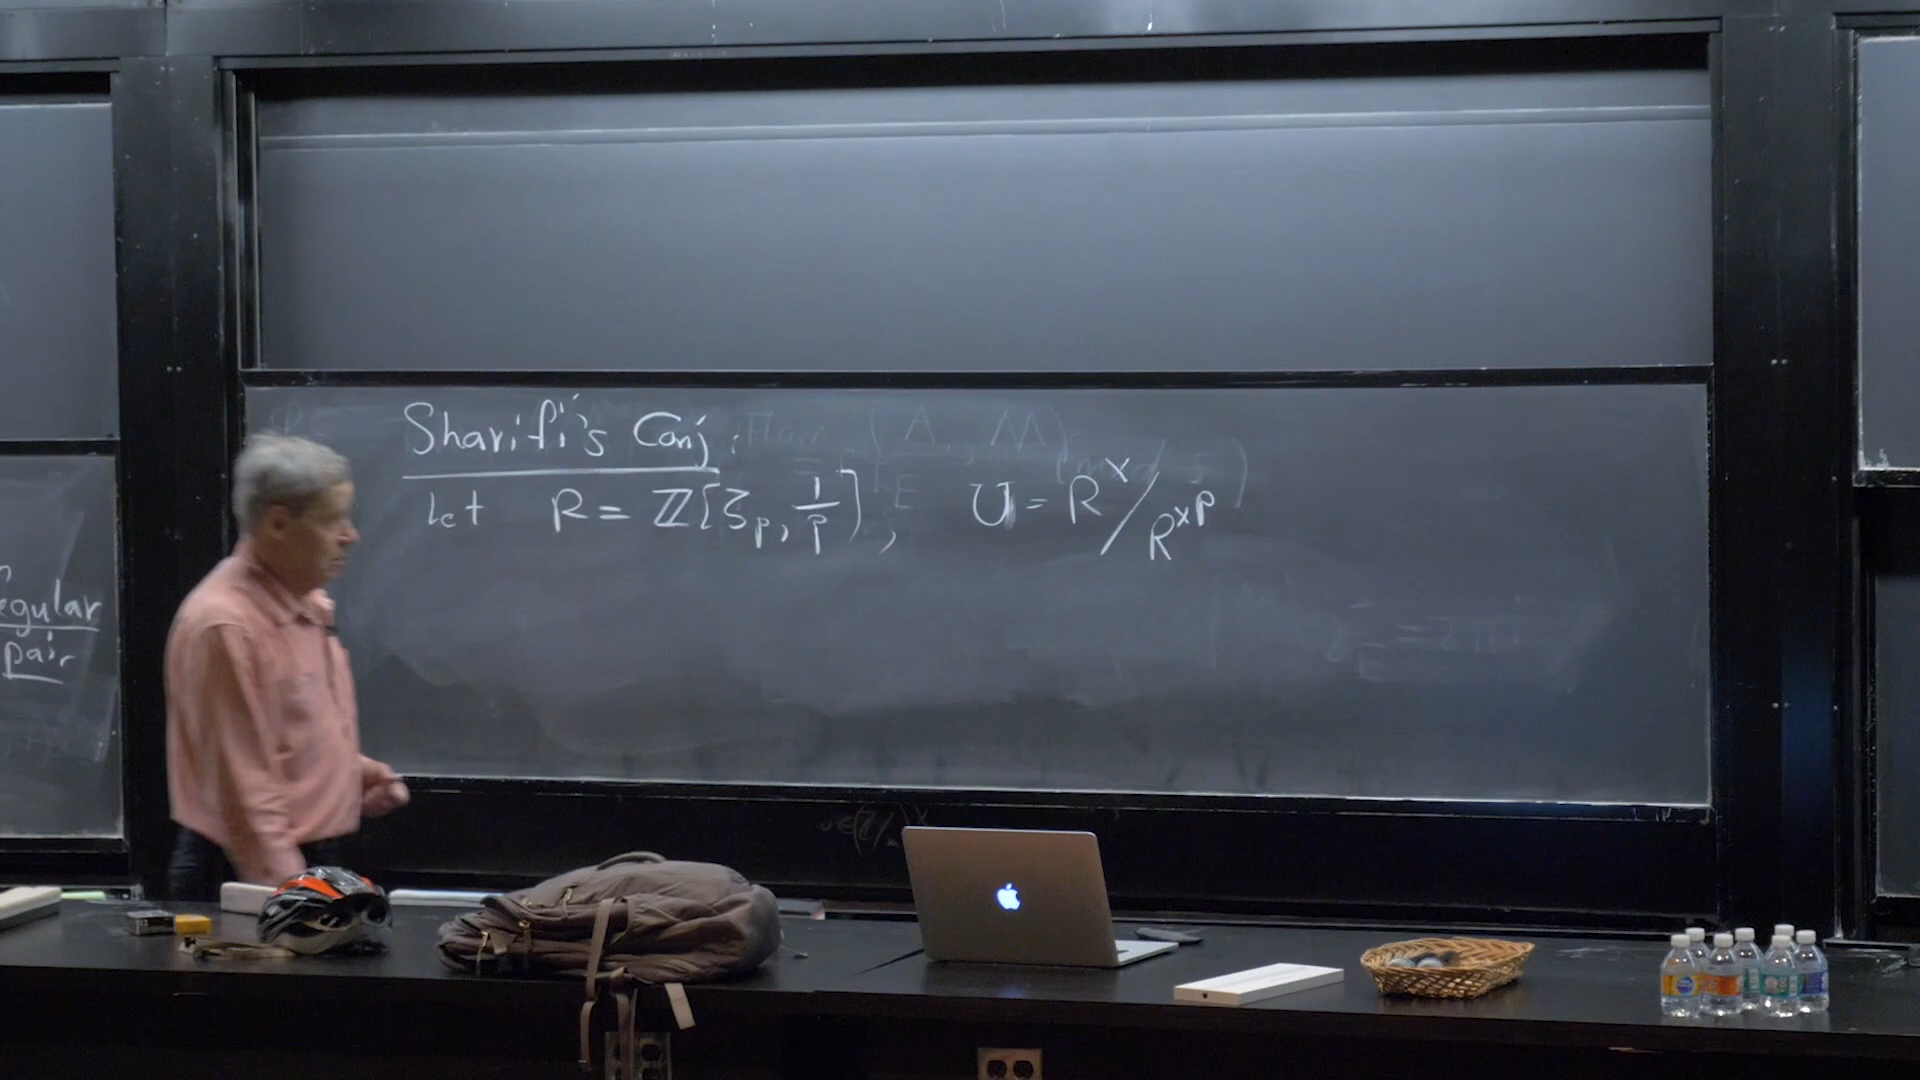 Sharifi's Conj.
Let R = ℤ[ζ_p, 1/p], U = R^× / R^{×p}
egular
pair